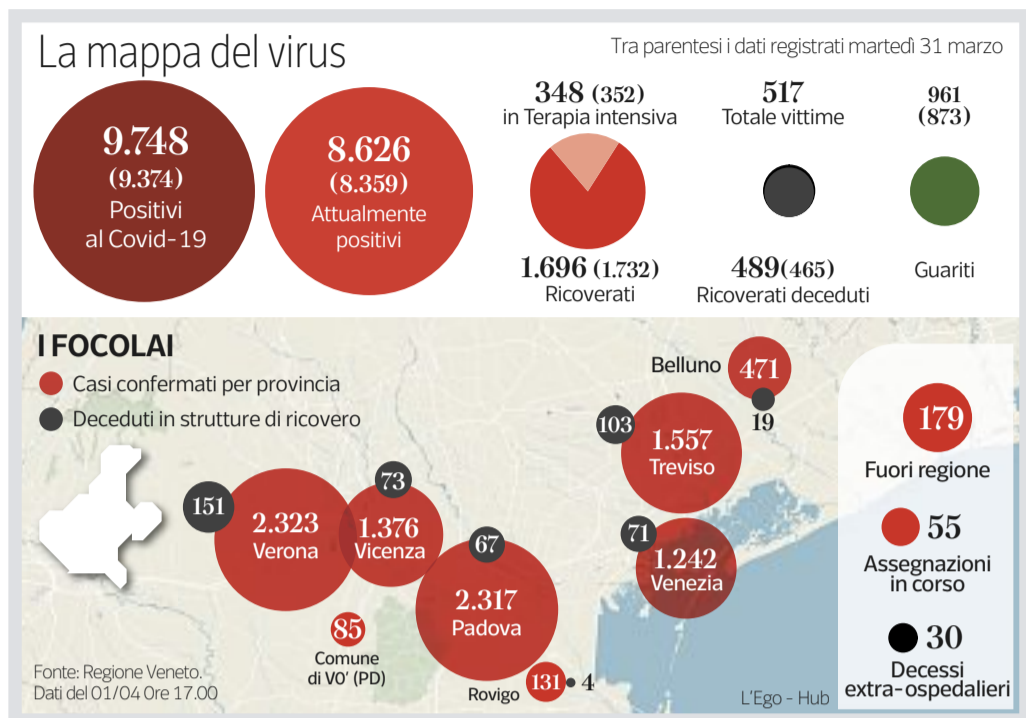 La mappa del virus
Tra parentesi i dati registrati martedì 31 marzo
9.748
(9.374)
Positivi
al Covid-19
8.626
(8.359)
Attualmente
positivi
348 (352)
in Terapia intensiva
1.696 (1.732)
Ricoverati
517
Totale vittime
489(465)
Ricoverati deceduti
961
(873)
Guariti
I FOCOLAI
Casi confermati per provincia
Deceduti in strutture di ricovero
Belluno
471
19
103
1.557
Treviso
151
2.323
Verona
73
1.376
Vicenza
67
2.317
Padova
71
1.242
Venezia
85
Comune
di VO' (PD)
Rovigo
131
4
179
Fuori regione
55
Assegnazioni
in corso
30
Decessi
extra-ospedalieri
Fonte: Regione Veneto.
Dati del 01/04 Ore 17.00
L'Ego - Hub